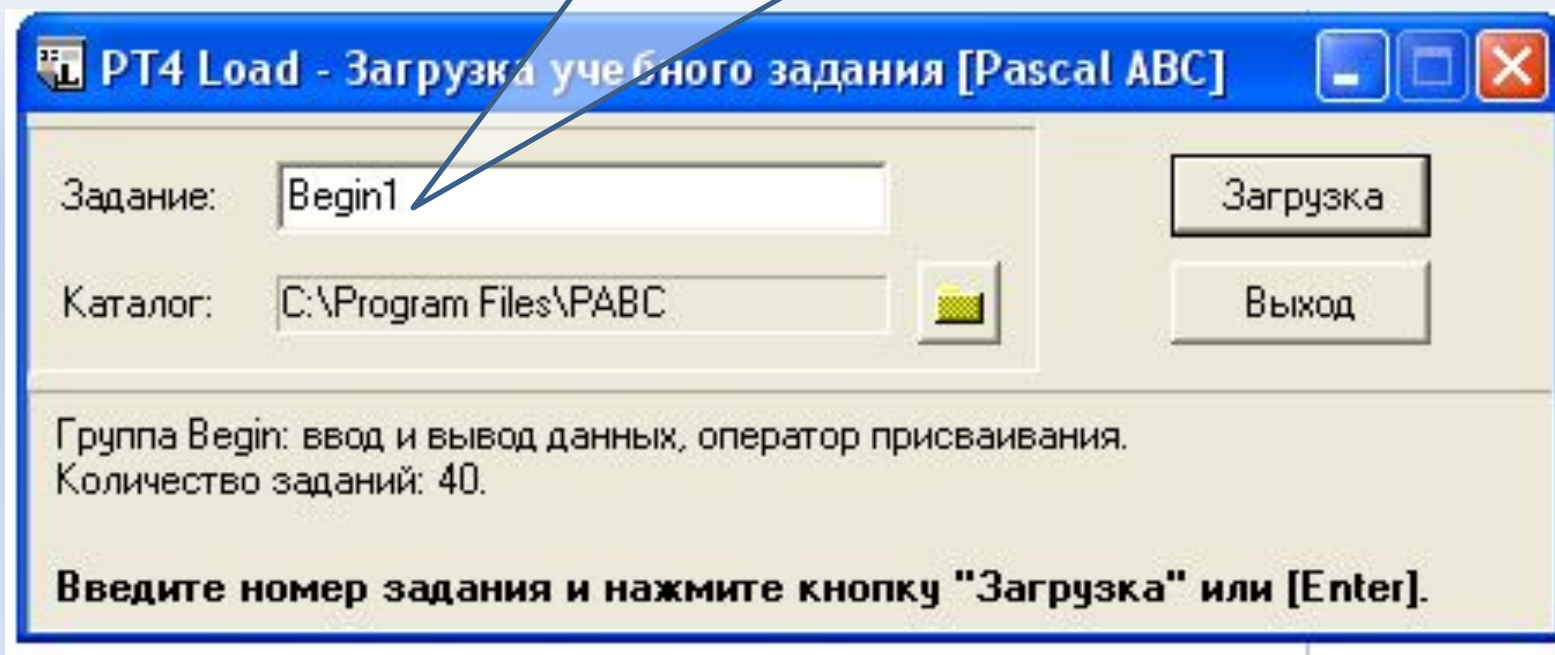 PT4 Load - Загрузка учебного задания [Pascal ABC]
Задание: Begin1 Загрузка
Каталог: C:\Program Files\PABC Выход
Группа Begin: ввод и вывод данных, оператор присваивания.
Количество заданий: 40.
Введите номер задания и нажмите кнопку "Загрузка" или [Enter].